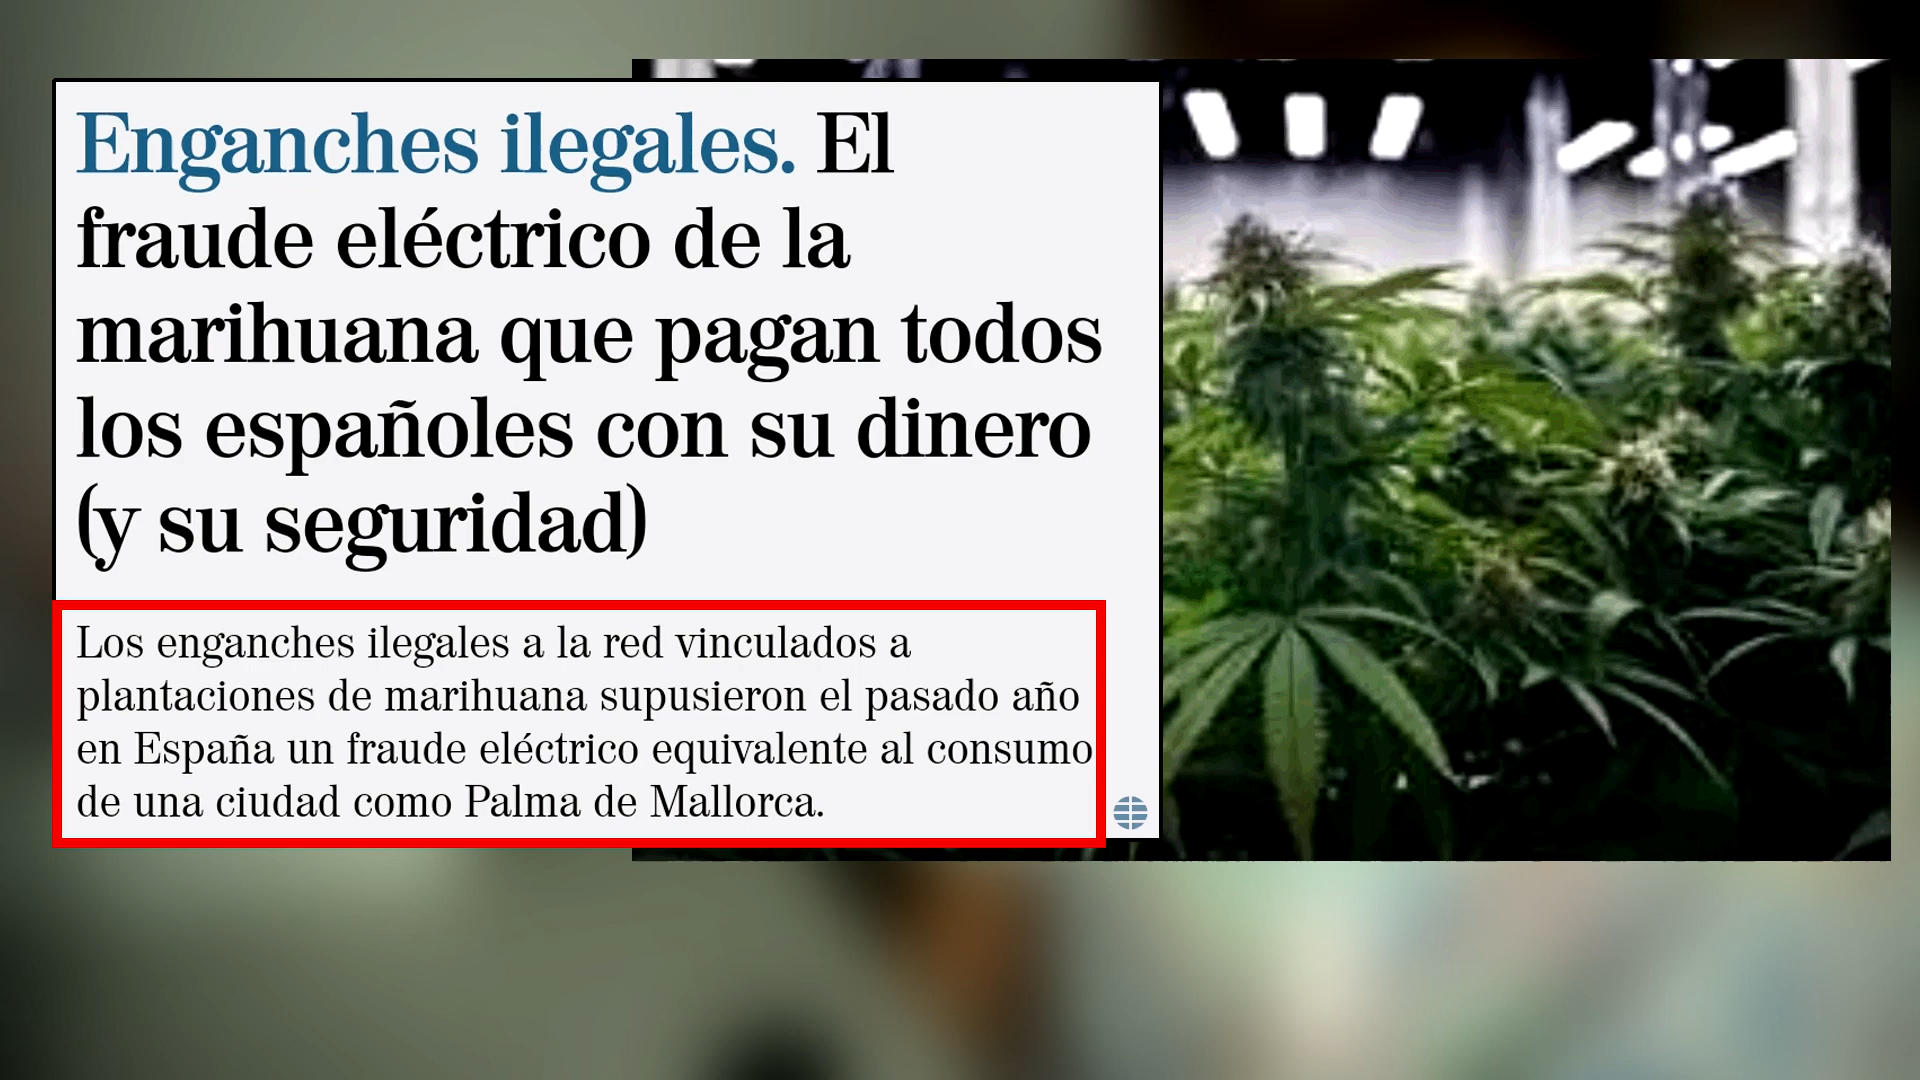 Enganches ilegales. El
fraude eléctrico de la
marihuana que pagan todos
los españoles con su dinero
(y su seguridad)
Los enganches ilegales a la red vinculados a
plantaciones de marihuana supusieron el pasado año
en España un fraude eléctrico equivalente al consumo
de una ciudad como Palma de Mallorca.